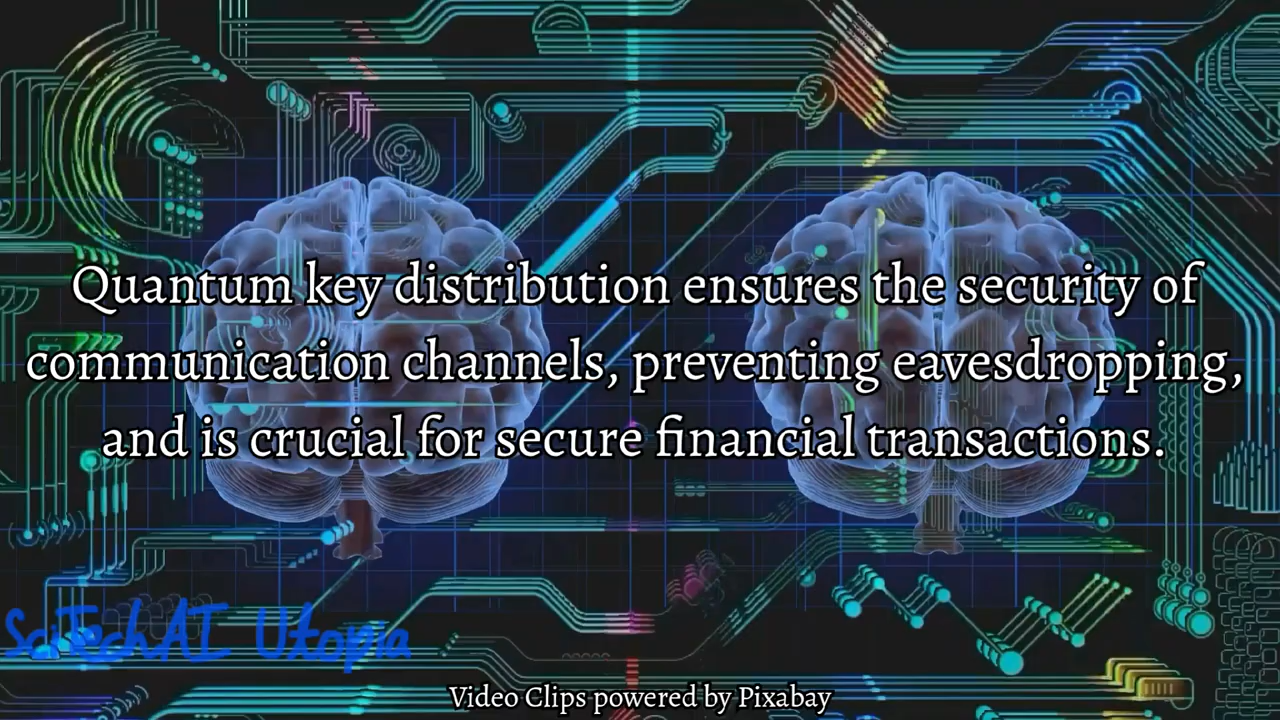 Quantum key distribution ensures the security of
communication channels, preventing eavesdropping,
and is crucial for secure financial transactions.
SciTechAI Utopia
Video Clips powered by Pixabay